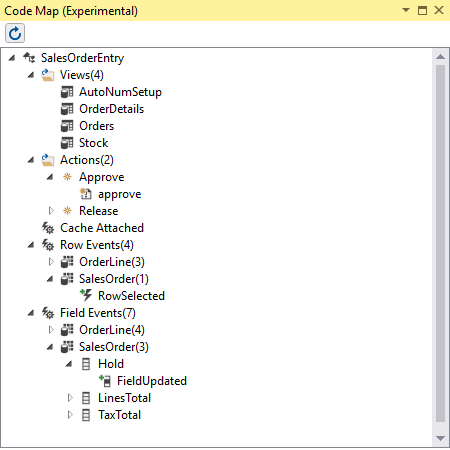 Code Map (Experimental)
SalesOrderEntry
Views(4)
AutoNumSetup
OrderDetails
Orders
Stock
Actions(2)
Approve
approve
Release
Cache Attached
Row Events(4)
OrderLine(3)
SalesOrder(1)
RowSelected
Field Events(7)
OrderLine(4)
SalesOrder(3)
Hold
FieldUpdated
LinesTotal
TaxTotal